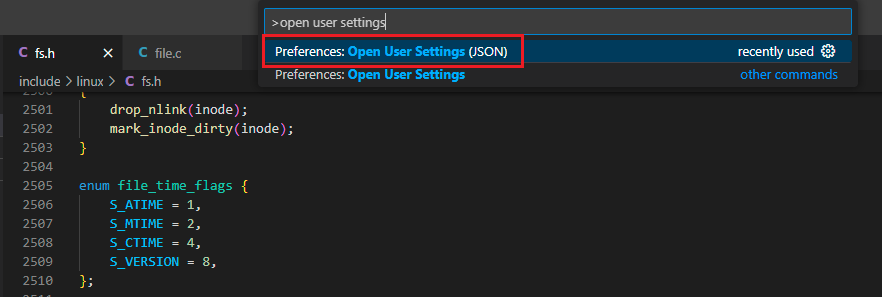 >open user settings
Preferences: Open User Settings (JSON) recently used
Preferences: Open User Settings other commands
C fs.h × C file.c
include > linux > C fs.h
2500 {
2501 drop_nlink(inode);
2502 mark_inode_dirty(inode);
2503 }
2504
2505 enum file_time_flags {
2506 S_ATIME = 1,
2507 S_MTIME = 2,
2508 S_CTIME = 4,
2509 S_VERSION = 8,
2510 };